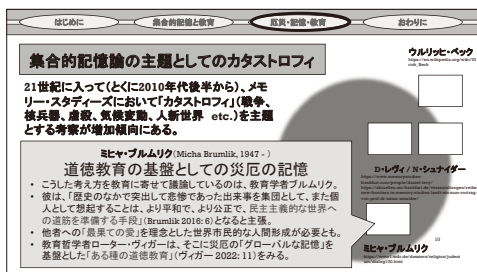 はじめに
集合的記憶と教育
厄災・記憶・教育
おわりに
集合的記憶論の主題としてのカタストロフィ
21世紀に入って(とくに2010年代後半から)、メモ
リー・スタディーズにおいて「カタストロフィ」(戦争、
核兵器、虐殺、気候変動、人新世界 etc.)を主題
とする考察が増加傾向にある。
ウルリッヒ・ベック
ミヒャ・ブルムリク(Micha Brumlik, 1947 - )
道徳教育の基盤としての災厄の記憶
• こうした考え方を教育に寄せて議論しているのは、教育学者ブルムリク。
• 彼は、「歴史のなかで突出して悲惨であった出来事を集団として、また個
人として想起することは、より平和で、より公正で、民主主義的な世界へ
の道筋を準備する手段」(Brumlik 2016: 6)となると主張。
• 他者への「最果ての愛」を理念とした世界市民的な人間形成が必要とも。
• 教育哲学者ローター・ヴィガーは、そこに災厄の「グローバルな記憶」を
基盤とした「ある種の道徳教育」(ヴィガー 2022: 11)をみる。
D・レヴィ / N・シュナイダー
10
ミヒャ・ブルムリク